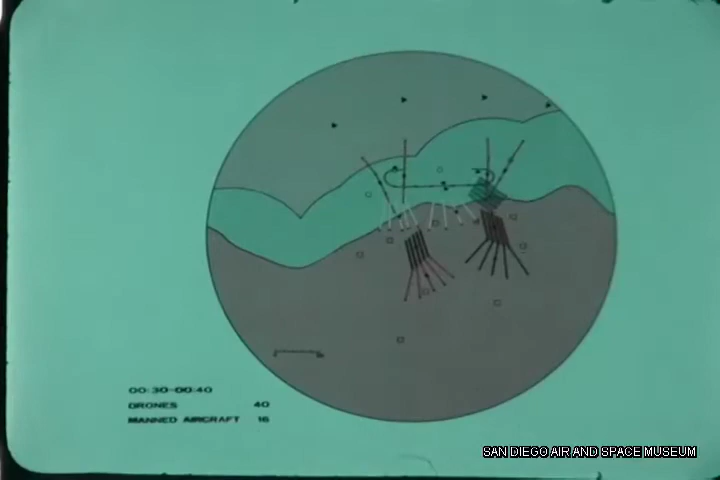 00:30-00:40
DRONES 40
MANNED AIRCRAFT 16
SAN DIEGO AIR AND SPACE MUSEUM